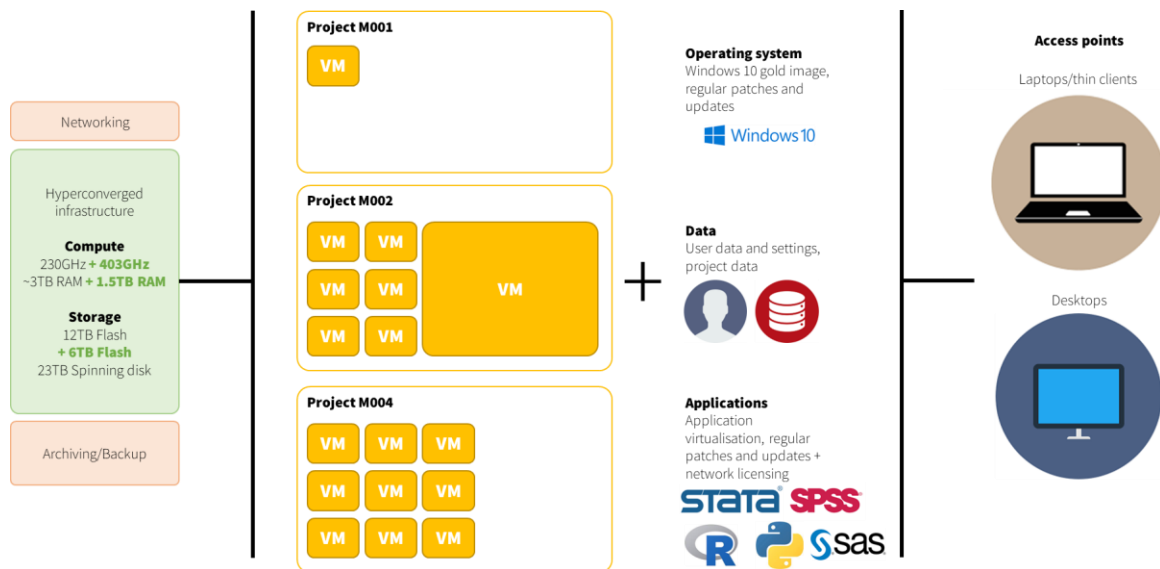 Networking
Hyperconverged
infrastructure
Compute
230GHz + 403GHz
~3TB RAM + 1.5TB RAM
Storage
12TB Flash
+ 6TB Flash
23TB Spinning disk
Archiving/Backup
Project M001
VM
Project M002
VM VM
VM VM
VM VM
VM
Project M004
VM VM VM
VM VM VM
VM VM VM
+
Operating system
Windows 10 gold image,
regular patches and
updates
Windows 10
Data
User data and settings,
project data
Applications
Application
virtualisation, regular
patches and updates +
network licensing
STATA® SPSS®
R sas
Access points
Laptops/thin clients
Desktops